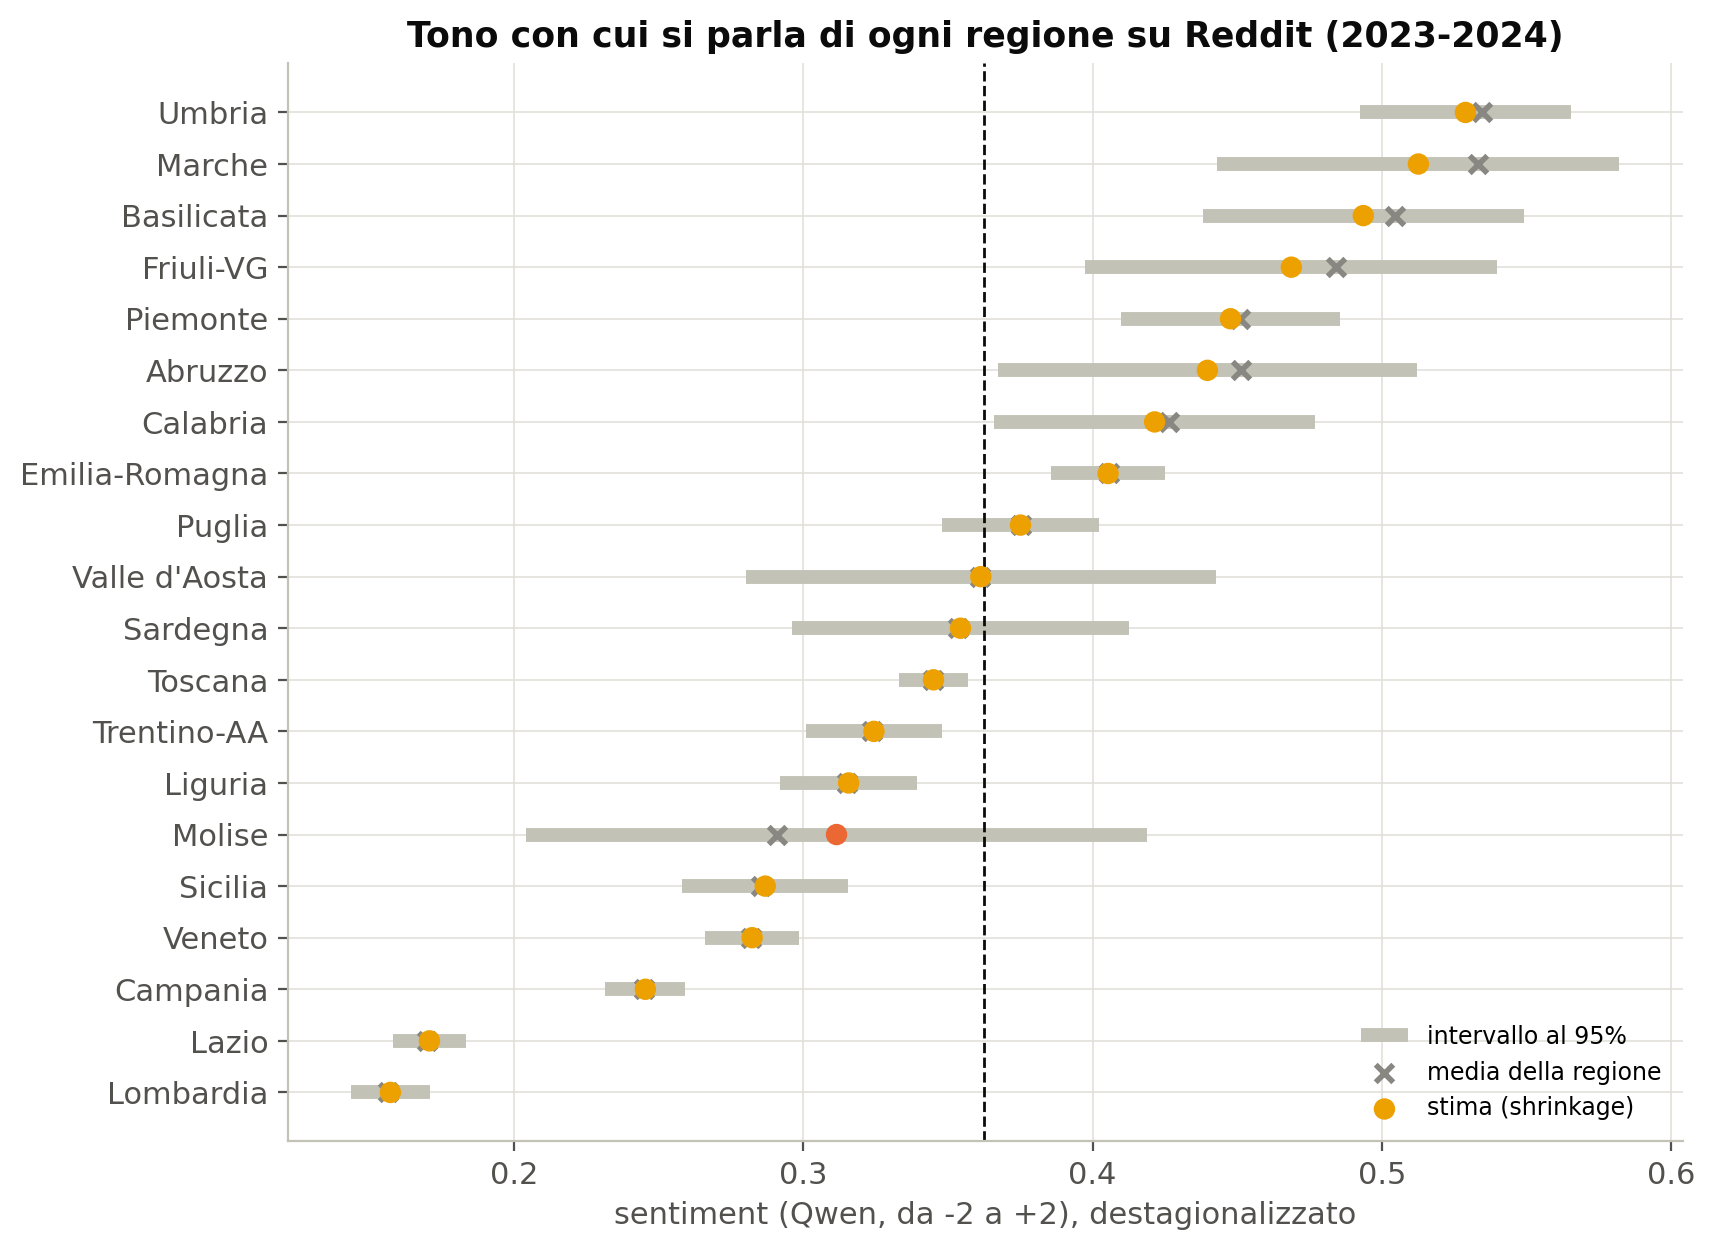 Tono con cui si parla di ogni regione su Reddit (2023-2024)
Umbria
Marche
Basilicata
Friuli-VG
Piemonte
Abruzzo
Calabria
Emilia-Romagna
Puglia
Valle d'Aosta
Sardegna
Toscana
Trentino-AA
Liguria
Molise
Sicilia
Veneto
Campania
Lazio
Lombardia
intervallo al 95%
media della regione
stima (shrinkage)
0.2 0.3 0.4 0.5 0.6
sentiment (Qwen, da -2 a +2), destagionalizzato